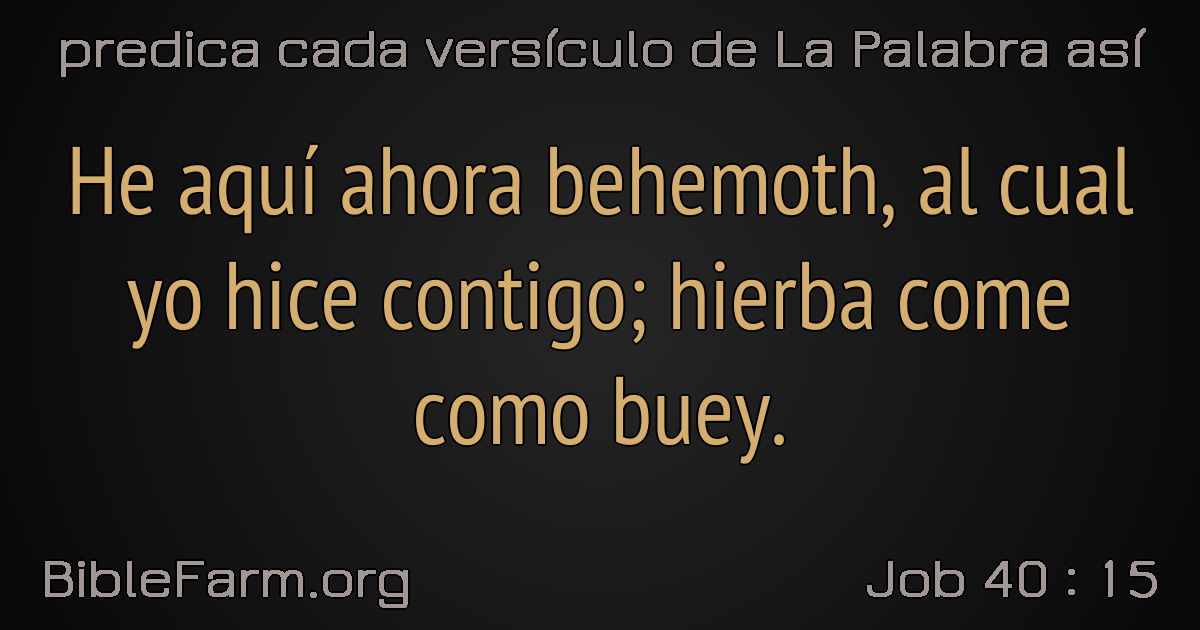 predica cada versículo de La Palabra así
He aquí ahora behemoth, al cual
yo hice contigo; hierba come
como buey.
BibleFarm.org
Job 40 : 15